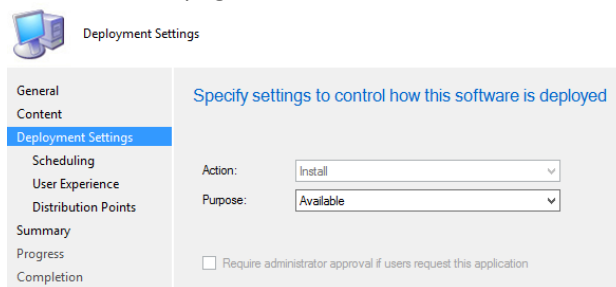 Deployment Settings
General
Content
Deployment Settings
Scheduling
User Experience
Distribution Points
Summary
Progress
Completion
Specify settings to control how this software is deployed
Action: Install
Purpose: Available
Require administrator approval if users request this application